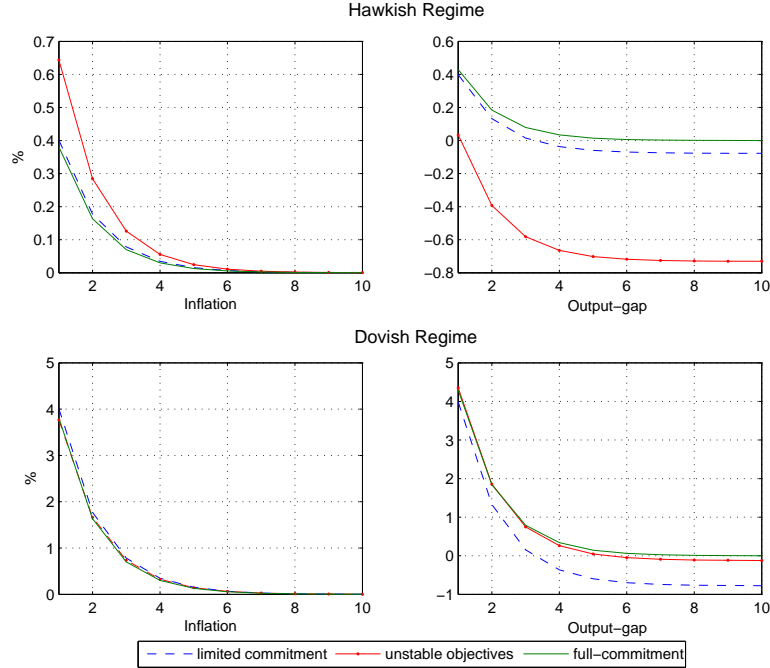 Hawkish Regime
0.7
0.6
0.5
0.4
0.3
0.2
0.1
0
%
2 4 6 8 10
Inflation
0.6
0.4
0.2
0
−0.2
−0.4
−0.6
−0.8
2 4 6 8 10
Output−gap
Dovish Regime
5
4
3
2
1
0
%
2 4 6 8 10
Inflation
5
4
3
2
1
0
−1
2 4 6 8 10
Output−gap
limited commitment unstable objectives full−commitment